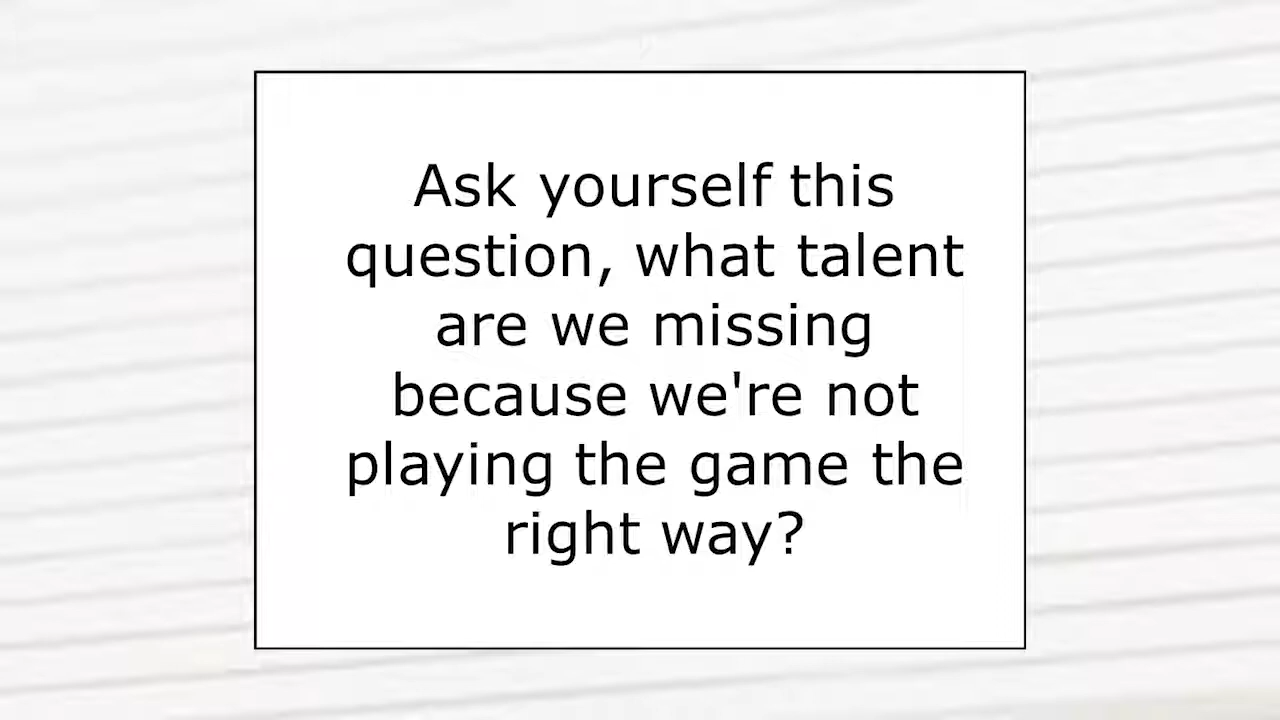 Ask yourself this
question, what talent
are we missing
because we're not
playing the game the
right way?